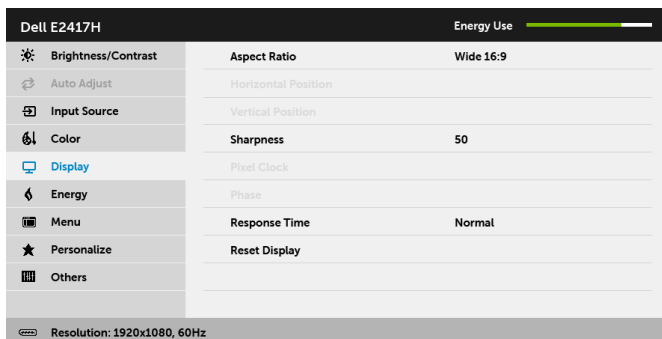 Dell E2417H Energy Use
Brightness/Contrast Aspect Ratio Wide 16:9
Auto Adjust Horizontal Position
Input Source Vertical Position
Color Sharpness 50
Display Pixel Clock
Energy Phase
Menu Response Time Normal
Personalize Reset Display
Others
Resolution: 1920x1080, 60Hz